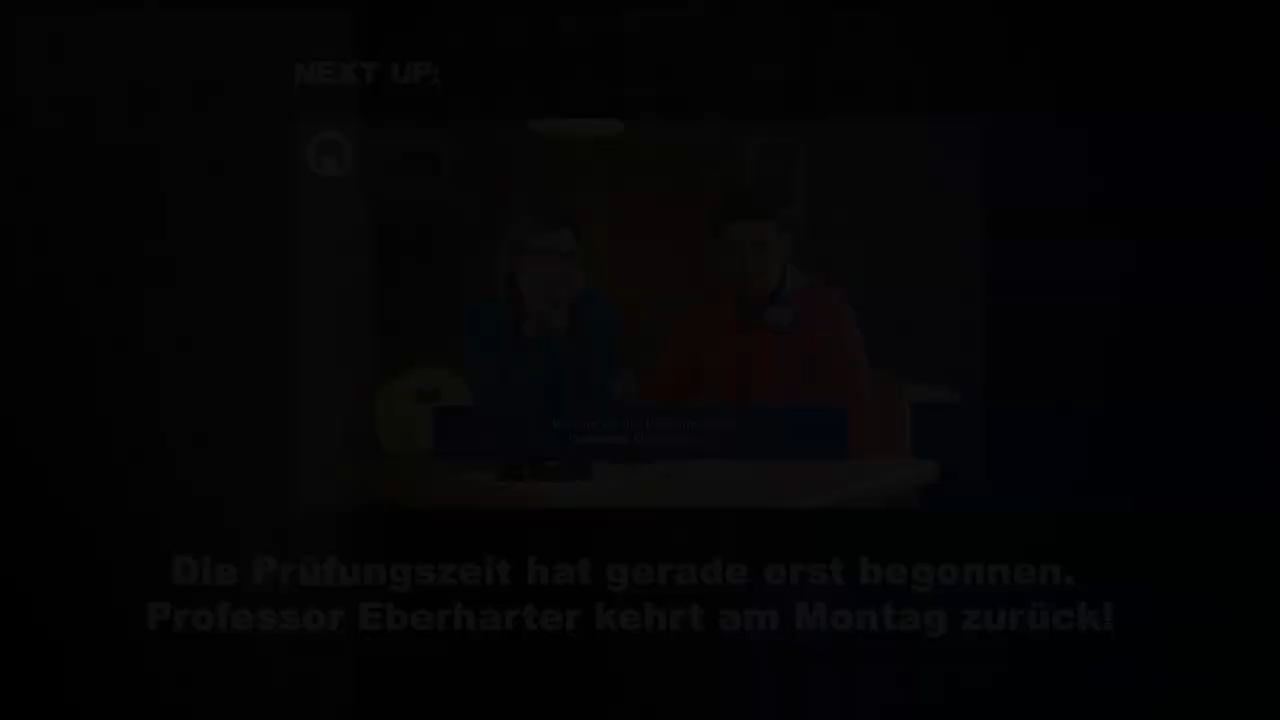 NEXT UP:
Die Prüfungszeit hat gerade erst begonnen.
Professor Eberharter kehrt am Montag zurück!